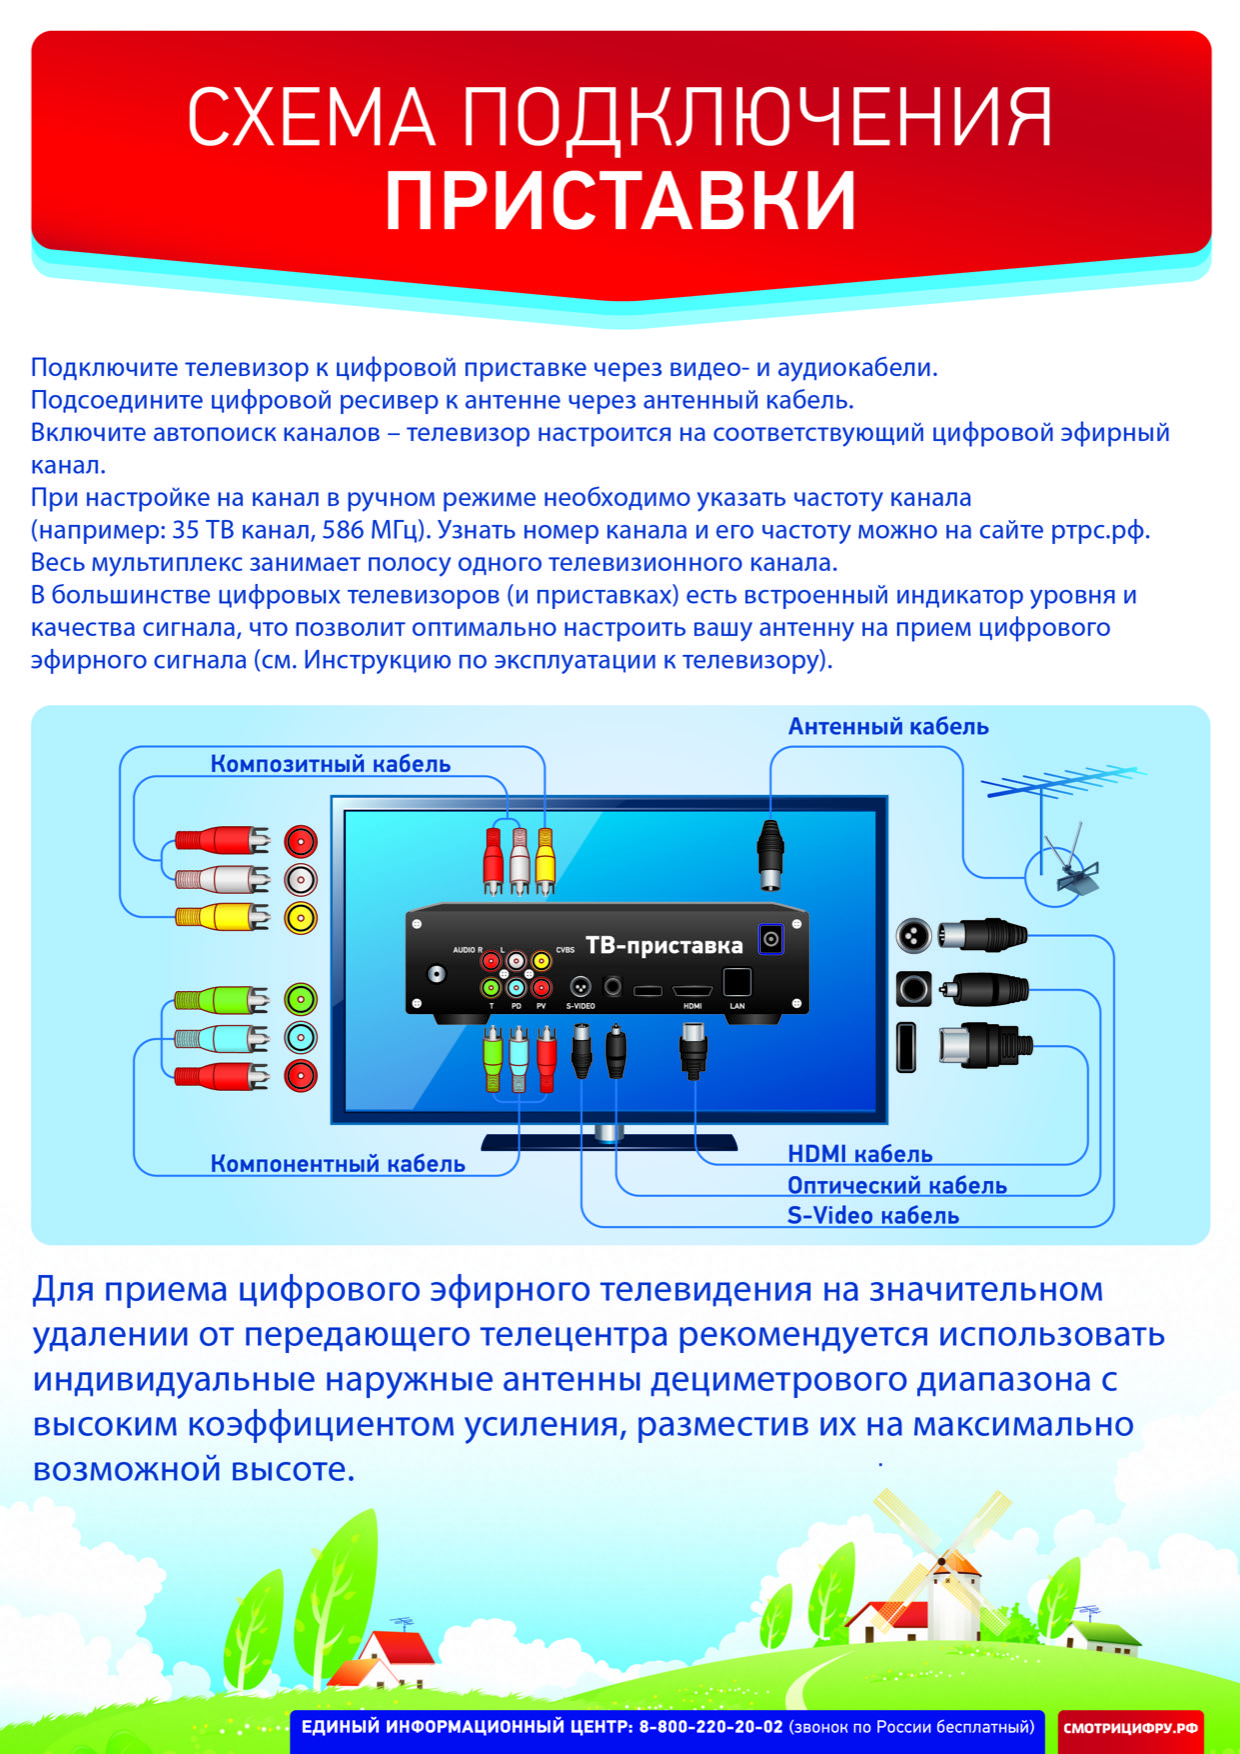 СХЕМА ПОДКЛЮЧЕНИЯ
ПРИСТАВКИ
Подключите телевизор к цифровой приставке через видео- и аудиокабели.
Подсоедините цифровой ресивер к антенне через антенный кабель.
Включите автопоиск каналов – телевизор настроится на соответствующий цифровой эфирный
канал.
При настройке на канал в ручном режиме необходимо указать частоту канала
(например: 35 ТВ канал, 586 МГц). Узнать номер канала и его частоту можно на сайте ртрс.рф.
Весь мультиплекс занимает полосу одного телевизионного канала.
В большинстве цифровых телевизоров (и приставках) есть встроенный индикатор уровня и
качества сигнала, что позволит оптимально настроить вашу антенну на прием цифрового
эфирного сигнала (см. Инструкцию по эксплуатации к телевизору).
Антенный кабель
Композитный кабель
AUDIO R L CVBS
ТВ-приставка
T PD PV S-VIDEO HDMI LAN
Компонентный кабель
HDMI кабель
Оптический кабель
S-Video кабель
Для приема цифрового эфирного телевидения на значительном
удалении от передающего телецентра рекомендуется использовать
индивидуальные наружные антенны дециметрового диапазона с
высоким коэффициентом усиления, разместив их на максимально
возможной высоте.
ЕДИНЫЙ ИНФОРМАЦИОННЫЙ ЦЕНТР: 8-800-220-20-02 (звонок по России бесплатный)
СМОТРИЦИФРУ.РФ